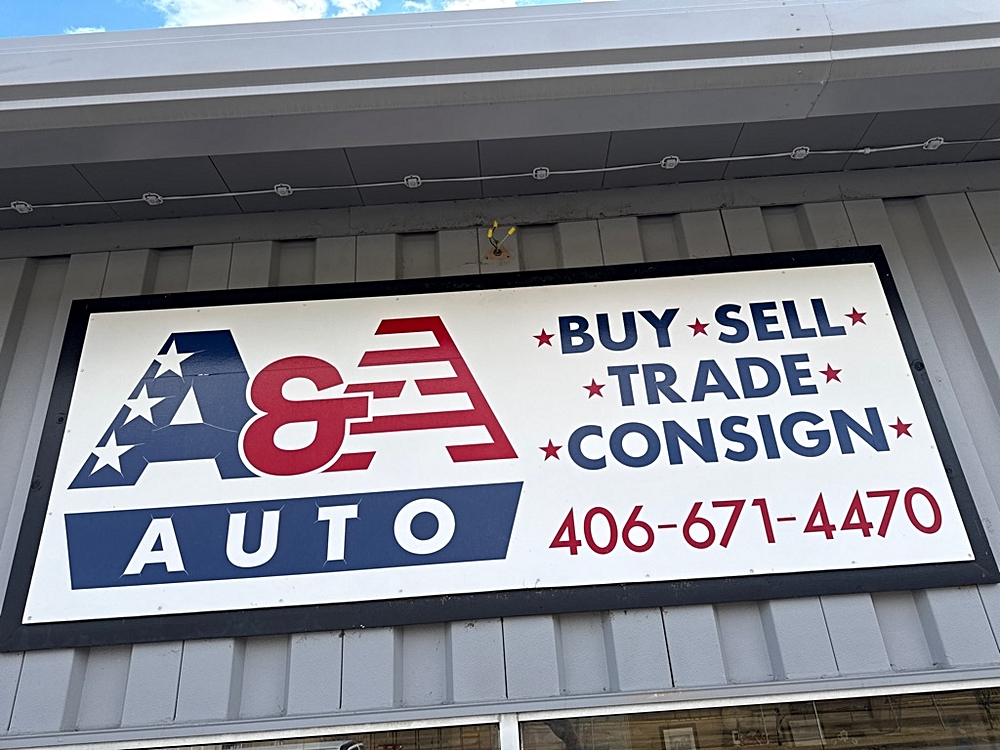 A&A
AUTO
BUY SELL
TRADE
CONSIGN
406-671-4470